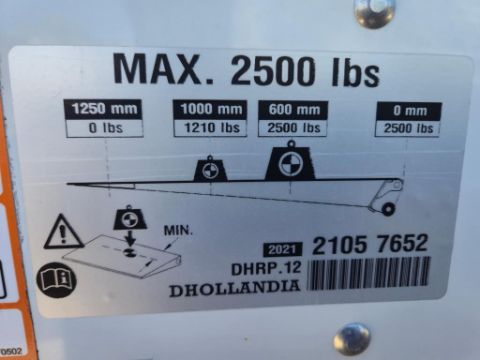 MAX. 2500 lbs
1250 mm 1000 mm 600 mm 0 mm
0 lbs 1210 lbs 2500 lbs 2500 lbs
MIN.
2021 2105 7652
DHRP.12
DHOLLANDIA
70502